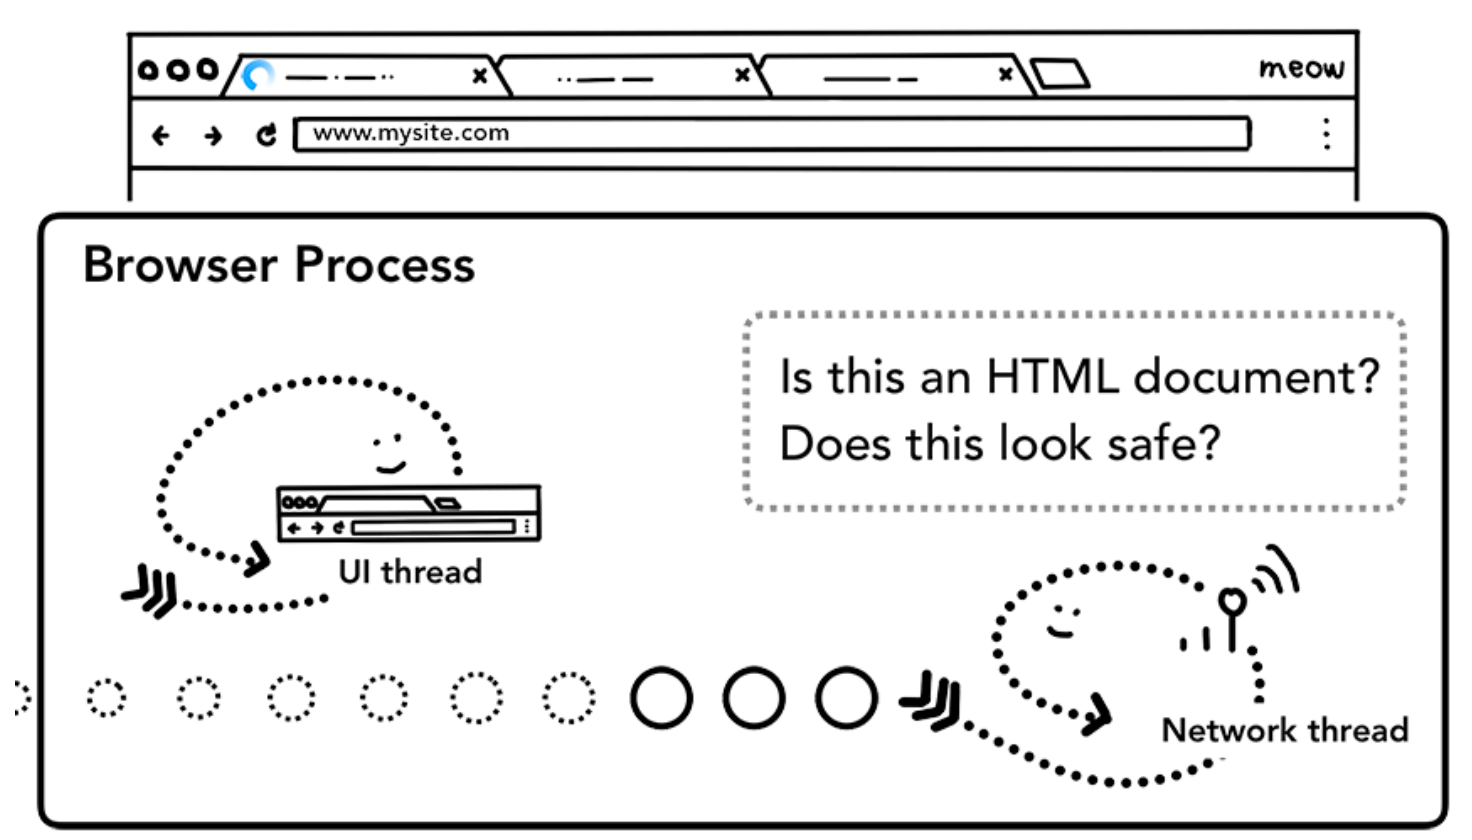 meow
www.mysite.com
Browser Process
Is this an HTML document?
Does this look safe?
UI thread
Network thread